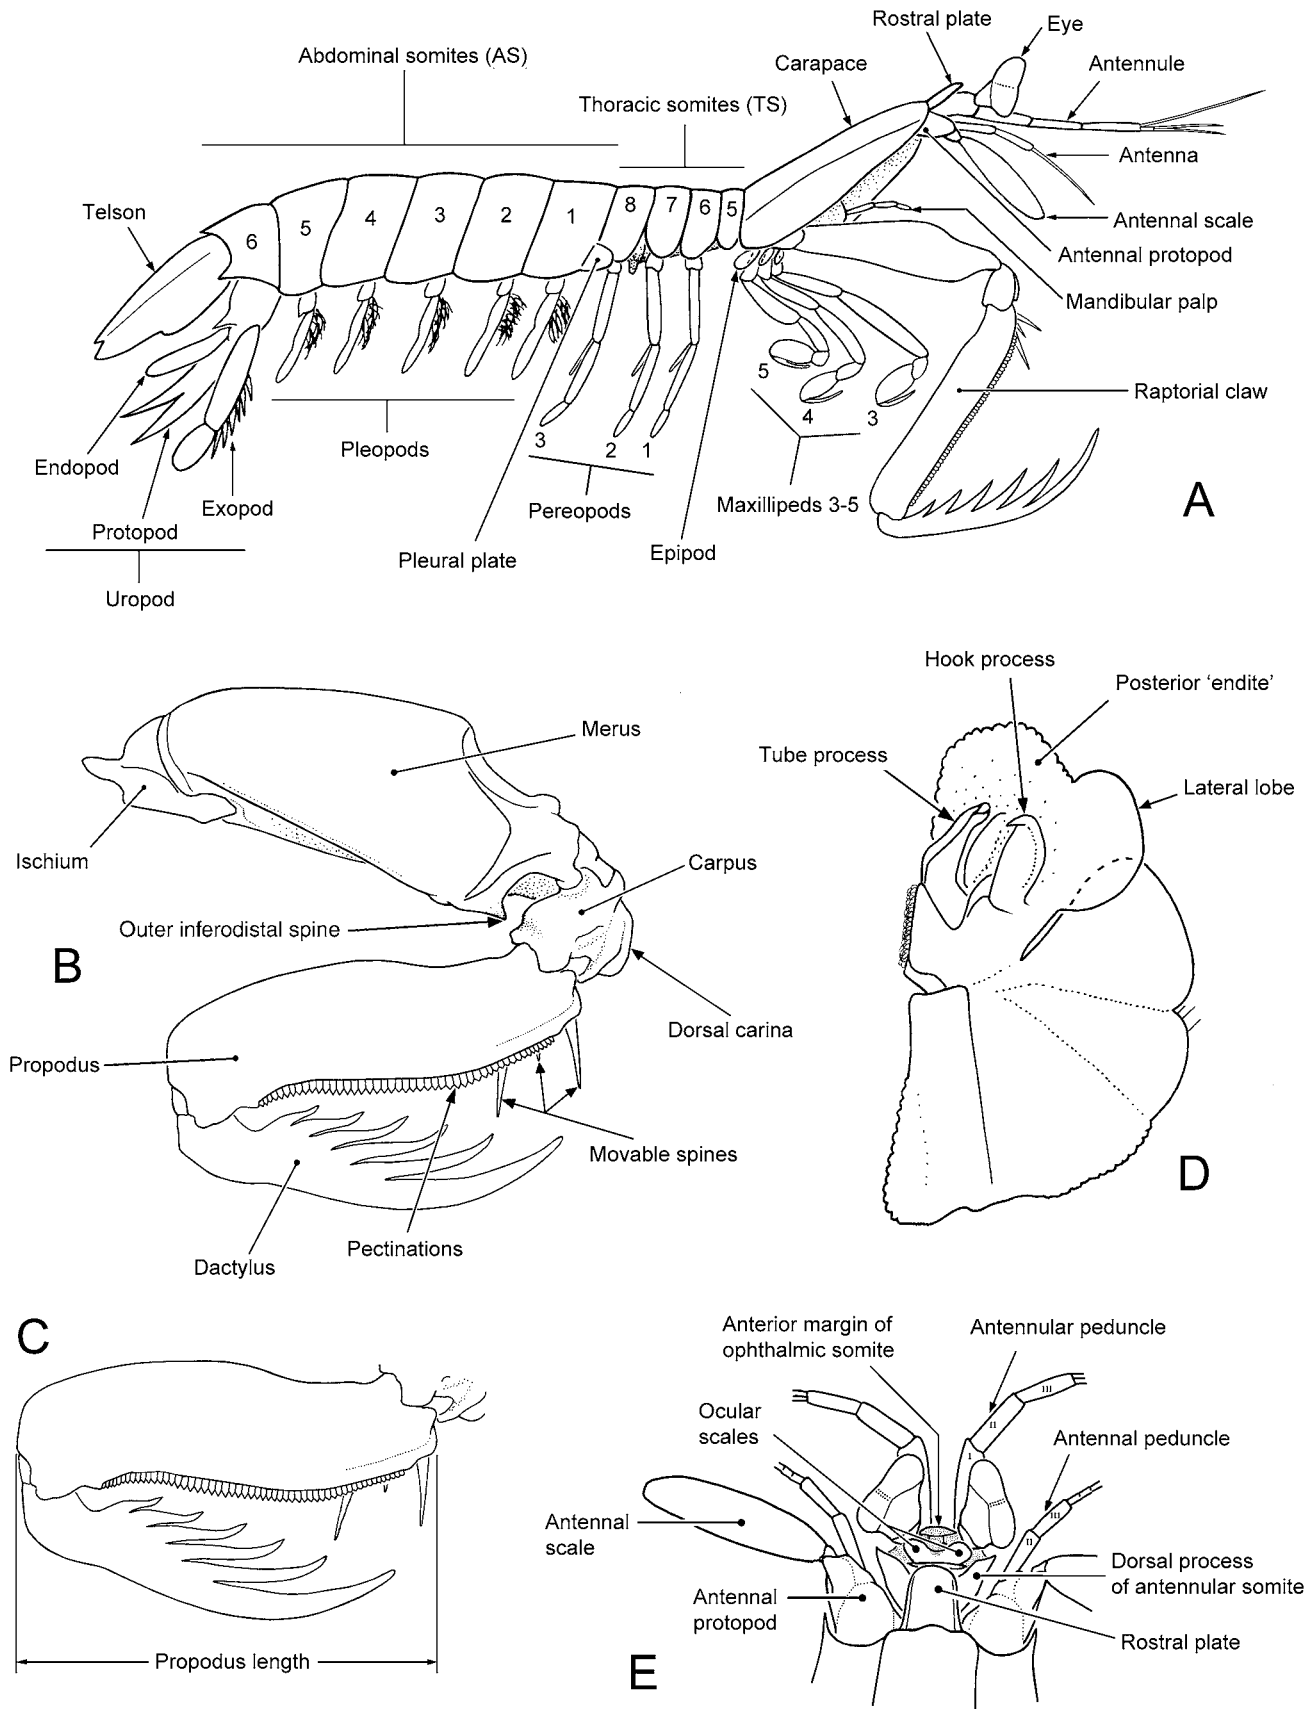 Rostral plate
Eye
Abdominal somites (AS)
Carapace
Antennule
Thoracic somites (TS)
Antenna
Telson
8 7 6 5
6 5 4 3 2 1
Antennal scale
Antennal protopod
Mandibular palp
5
4
3
Raptorial claw
3
2
1
Pleopods
Endopod
Exopod
Protopod
Uropod
Pereopods
Maxillipeds 3-5
Pleural plate
Epipod
A
Merus
Ischium
Carpus
Outer inferodistal spine
B
Dorsal carina
Propodus
Movable spines
Pectinations
Dactylus
Hook process
Posterior ‘endite’
Tube process
Lateral lobe
D
C
Propodus length
Anterior margin of
ophthalmic somite
Antennular peduncle
III
II
I
Ocular
scales
Antennal peduncle
III
II
Antennal
scale
Dorsal process
of antennular somite
Antennal
protopod
Rostral plate
E